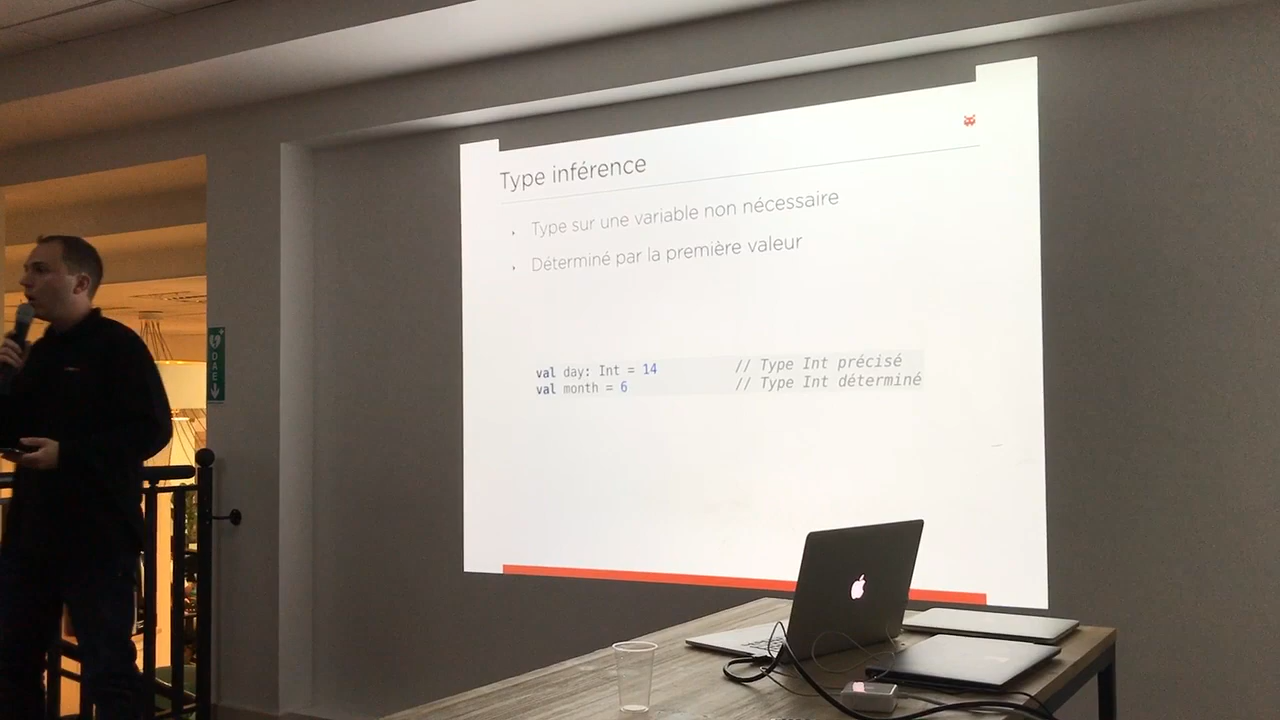 Type inférence
Type sur une variable non nécessaire
Déterminé par la première valeur
val day: Int = 14 // Type Int précisé
val month = 6 // Type Int déterminé
DAE